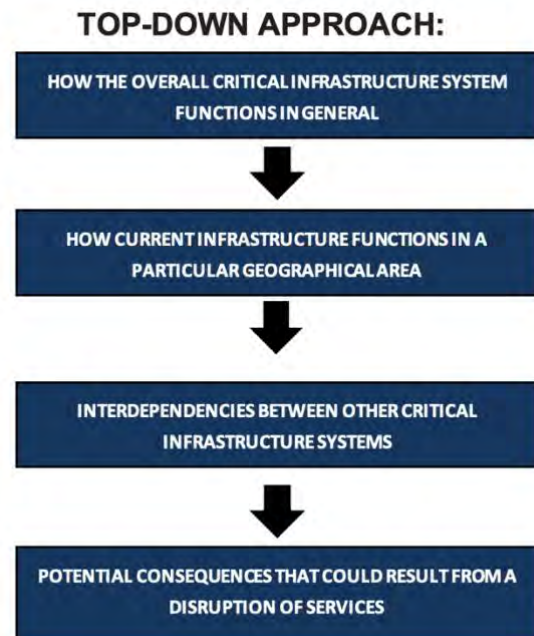 TOP-DOWN APPROACH:
HOW THE OVERALL CRITICAL INFRASTRUCTURE SYSTEM
FUNCTIONS IN GENERAL
HOW CURRENT INFRASTRUCTURE FUNCTIONS IN A
PARTICULAR GEOGRAPHICAL AREA
INTERDEPENDENCIES BETWEEN OTHER CRITICAL
INFRASTRUCTURE SYSTEMS
POTENTIAL CONSEQUENCES THAT COULD RESULT FROM A
DISRUPTION OF SERVICES